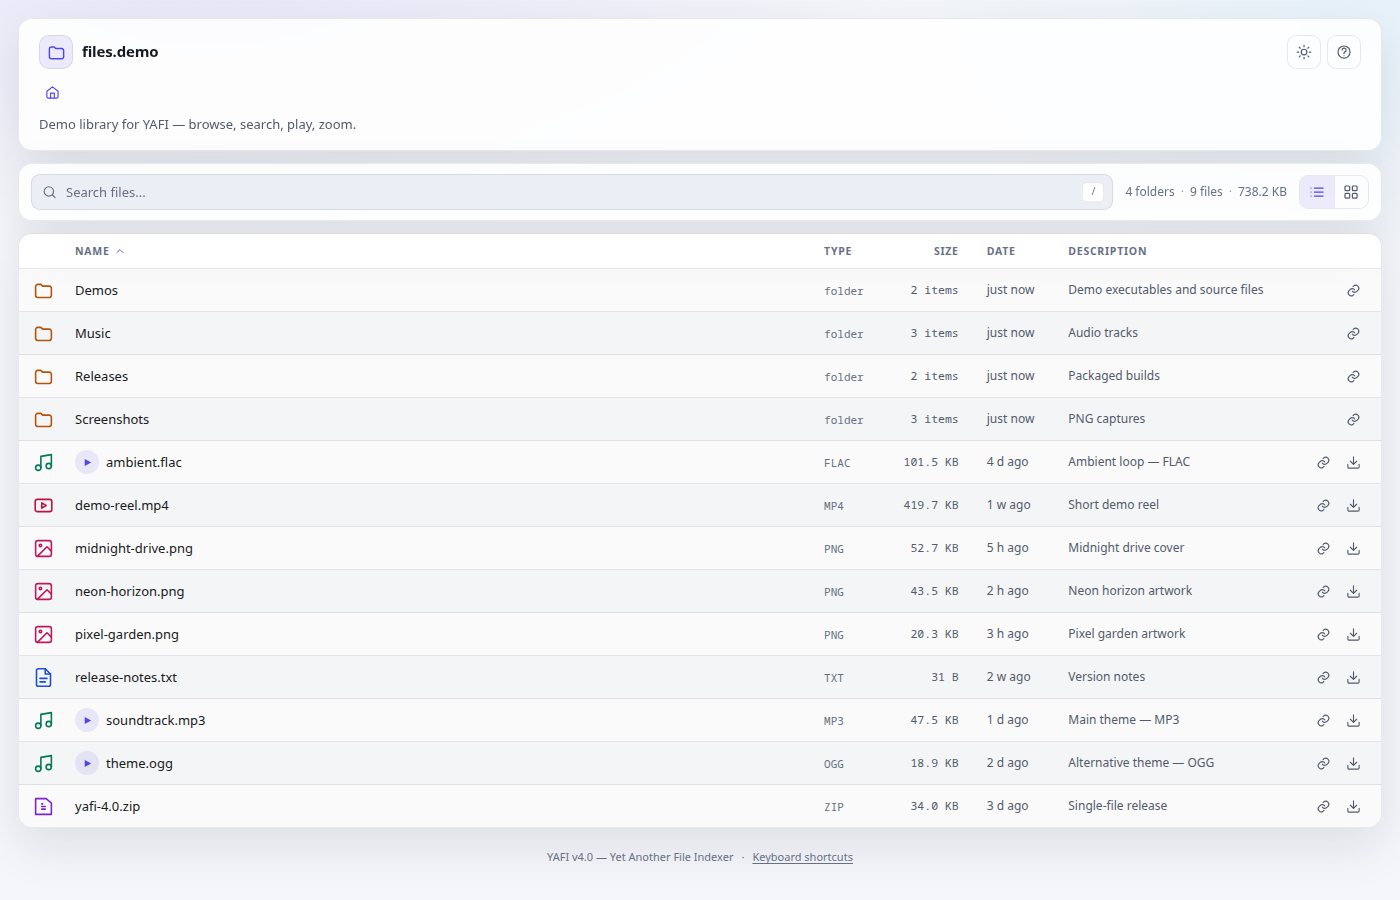 files.demo
Demo library for YAFI — browse, search, play, zoom.
Search files... / 4 folders · 9 files · 738.2 KB
NAME TYPE SIZE DATE DESCRIPTION
Demos folder 2 items just now Demo executables and source files
Music folder 3 items just now Audio tracks
Releases folder 2 items just now Packaged builds
Screenshots folder 3 items just now PNG captures
ambient.flac FLAC 101.5 KB 4 d ago Ambient loop — FLAC
demo-reel.mp4 MP4 419.7 KB 1 w ago Short demo reel
midnight-drive.png PNG 52.7 KB 5 h ago Midnight drive cover
neon-horizon.png PNG 43.5 KB 2 h ago Neon horizon artwork
pixel-garden.png PNG 20.3 KB 3 h ago Pixel garden artwork
release-notes.txt TXT 31 B 2 w ago Version notes
soundtrack.mp3 MP3 47.5 KB 1 d ago Main theme — MP3
theme.ogg OGG 18.9 KB 2 d ago Alternative theme — OGG
yafi-4.0.zip ZIP 34.0 KB 3 d ago Single-file release
YAFI v4.0 — Yet Another File Indexer · Keyboard shortcuts